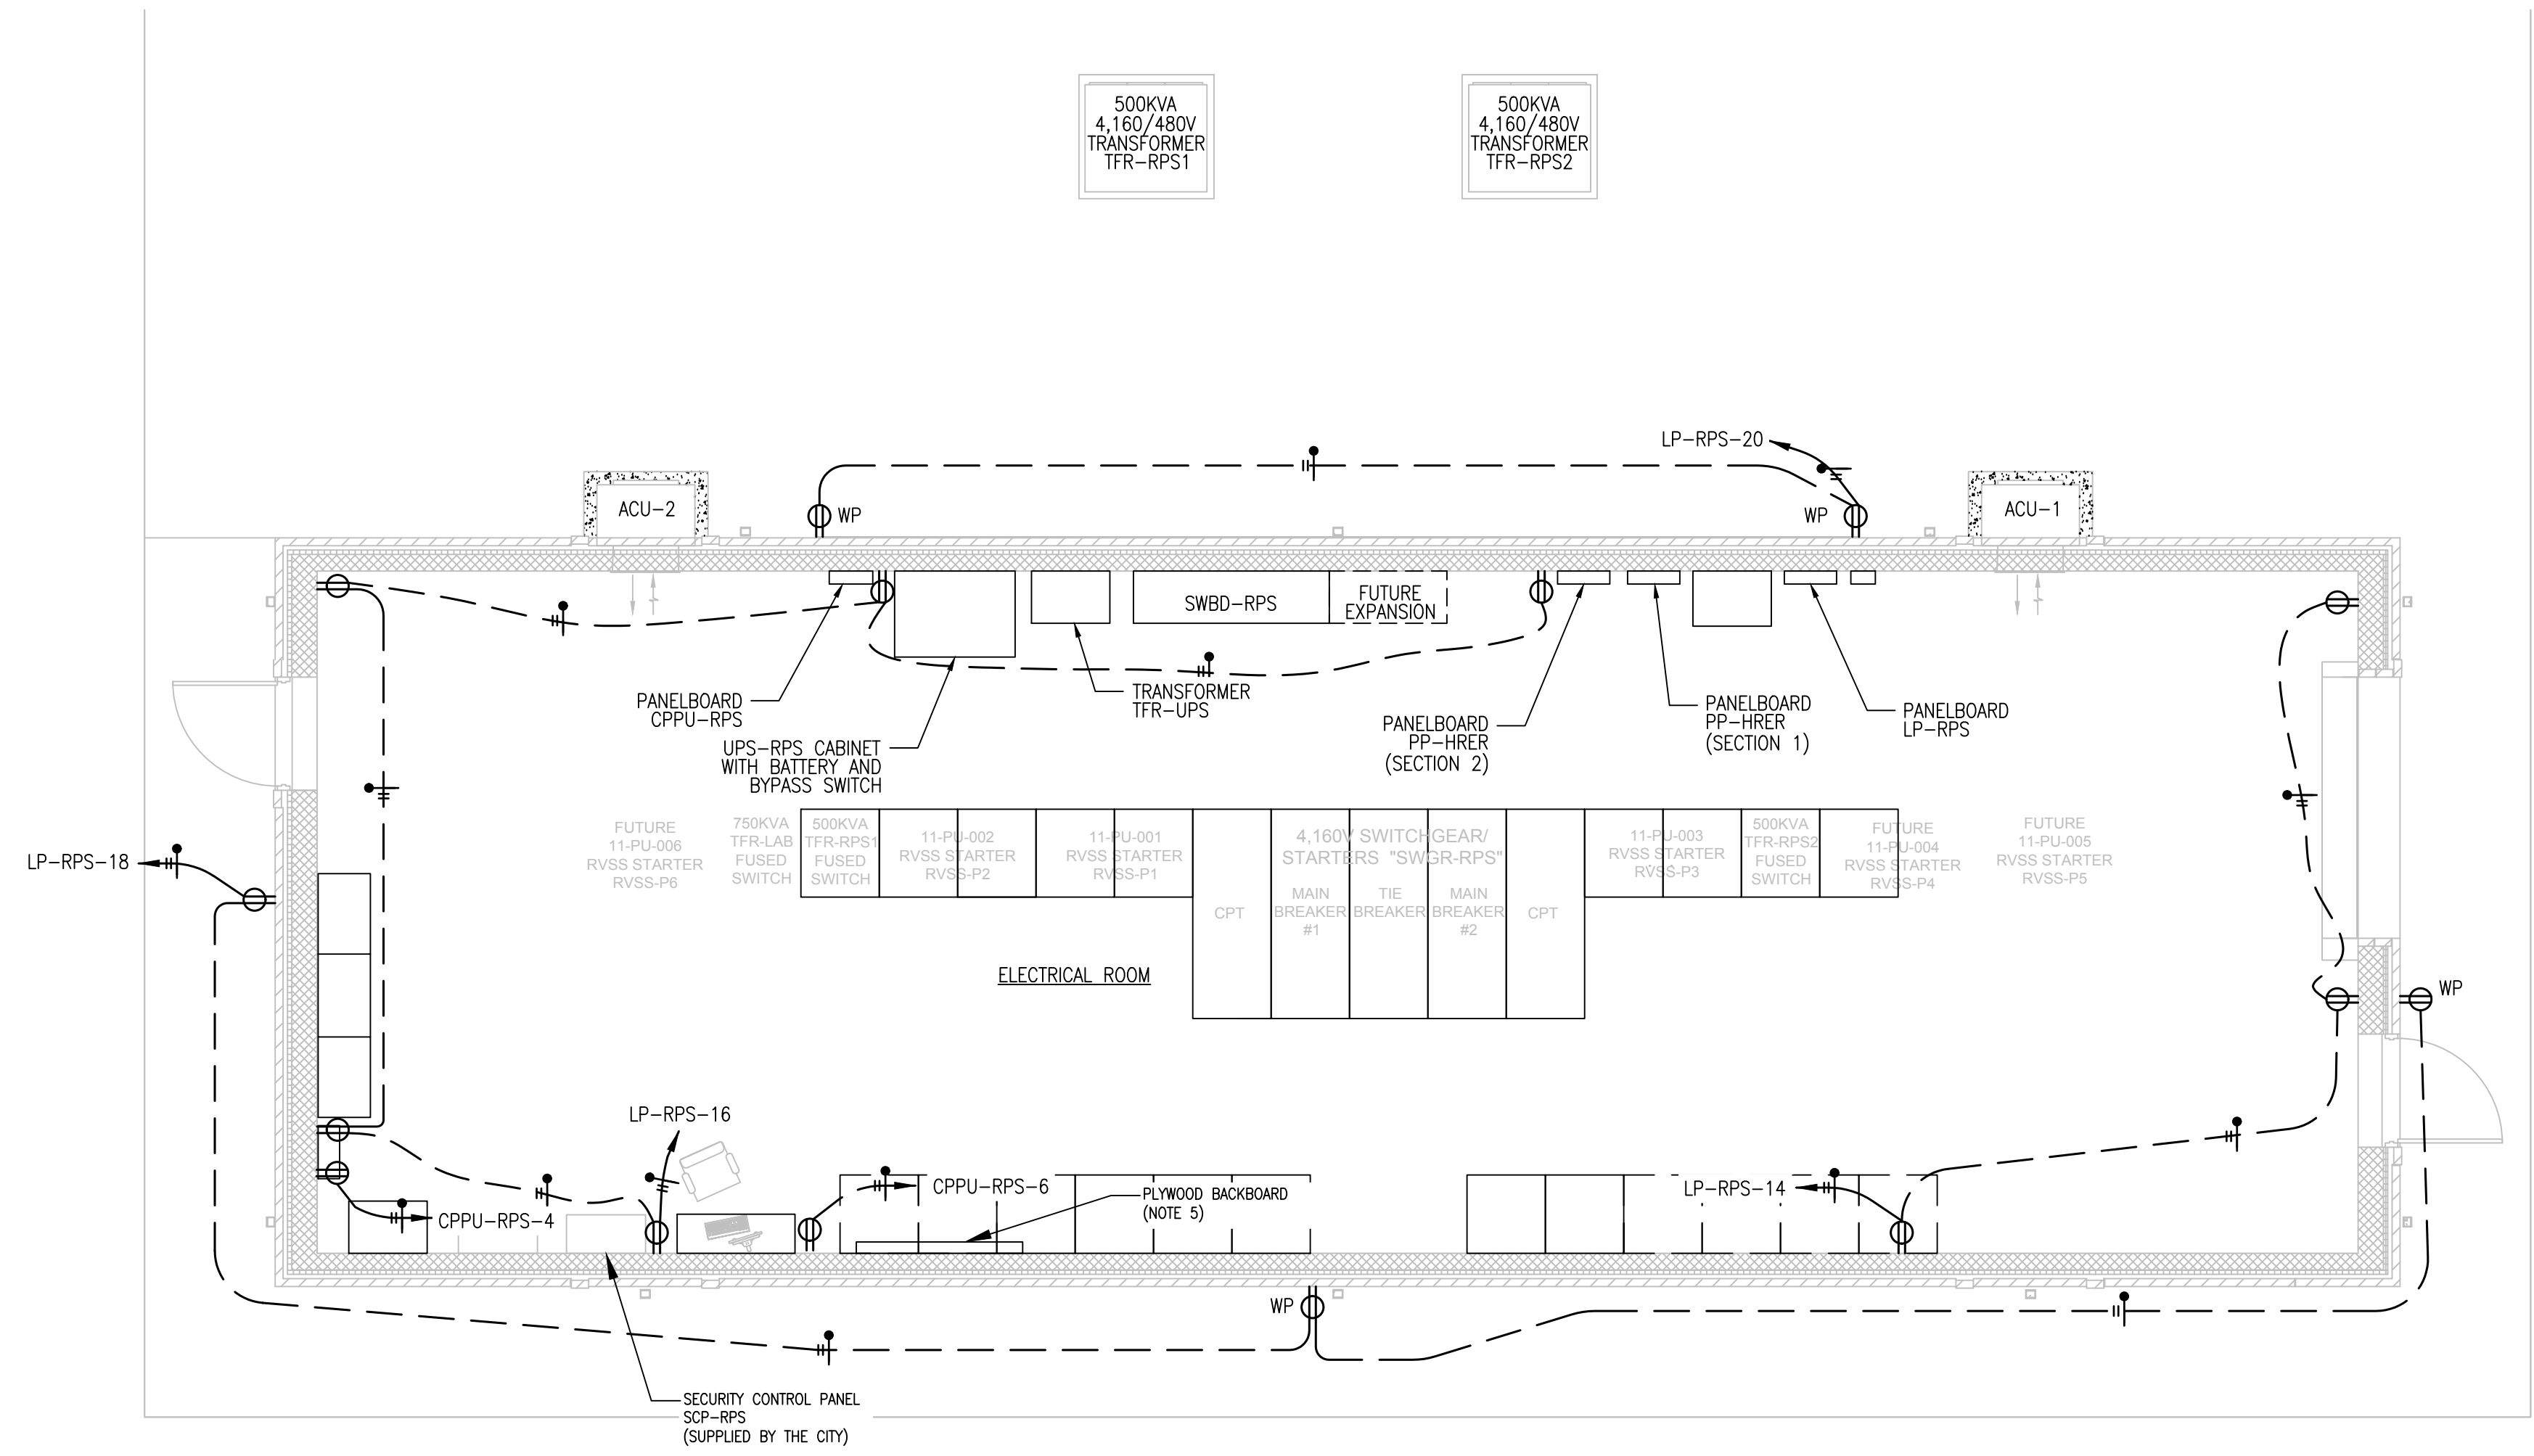 500KVA
4,160/480V
TRANSFORMER
TFR-RPS1
500KVA
4,160/480V
TRANSFORMER
TFR-RPS2
LP-RPS-20
ACU-2
WP
WP
ACU-1
SWBD-RPS
FUTURE
EXPANSION
PANELBOARD
CPPU-RPS
TRANSFORMER
TFR-UPS
UPS-RPS CABINET
WITH BATTERY AND
BYPASS SWITCH
PANELBOARD
PP-HRER
(SECTION 2)
PANELBOARD
PP-HRER
(SECTION 1)
PANELBOARD
LP-RPS
LP-RPS-18
FUTURE
11-PU-006
RVSS STARTER
RVSS-P6
750KVA
TFR-LAB
FUSED
SWITCH
500KVA
TFR-RPS1
FUSED
SWITCH
11-PU-002
RVSS STARTER
RVSS-P2
11-PU-001
RVSS STARTER
RVSS-P1
4,160V SWITCHGEAR/
STARTERS "SWGR-RPS"
CPT
MAIN
BREAKER
#1
TIE
BREAKER
MAIN
BREAKER
#2
CPT
11-PU-003
RVSS STARTER
RVSS-P3
500KVA
TFR-RPS2
FUSED
SWITCH
FUTURE
11-PU-004
RVSS STARTER
RVSS-P4
FUTURE
11-PU-005
RVSS STARTER
RVSS-P5
ELECTRICAL ROOM
WP
LP-RPS-16
CPPU-RPS-4
CPPU-RPS-6
PLYWOOD BACKBOARD
(NOTE 5)
LP-RPS-14
WP
SECURITY CONTROL PANEL
SCP-RPS
(SUPPLIED BY THE CITY)